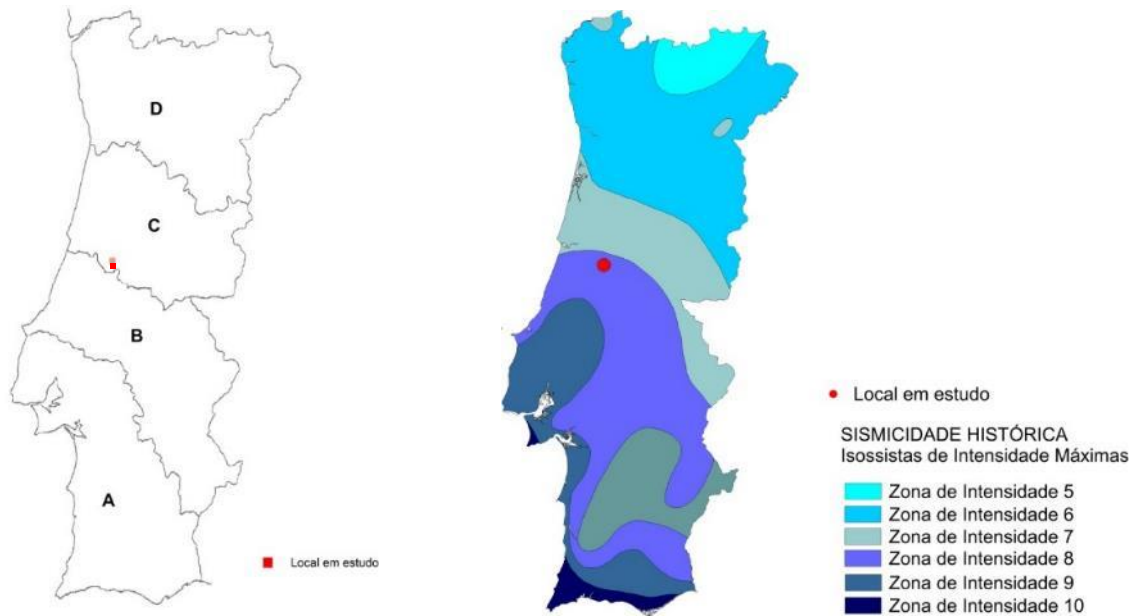 D
C
B
A
Local em estudo
Local em estudo
SISMICIDADE HISTÓRICA
Isossistas de Intensidade Máximas
Zona de Intensidade 5
Zona de Intensidade 6
Zona de Intensidade 7
Zona de Intensidade 8
Zona de Intensidade 9
Zona de Intensidade 10